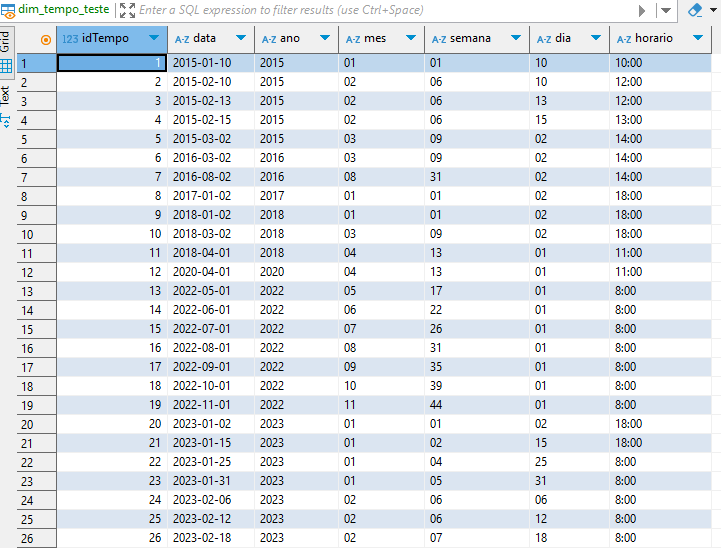 dim_tempo_teste Enter a SQL expression to filter results (use Ctrl+Space)
Grid
Text
123 idTempo A-Z data A-Z ano A-Z mes A-Z semana A-Z dia A-Z horario
1 1 2015-01-10 2015 01 01 10 10:00
2 2 2015-02-10 2015 02 06 10 12:00
3 3 2015-02-13 2015 02 06 13 12:00
4 4 2015-02-15 2015 02 06 15 13:00
5 5 2015-03-02 2015 03 09 02 14:00
6 6 2016-03-02 2016 03 09 02 14:00
7 7 2016-08-02 2016 08 31 02 14:00
8 8 2017-01-02 2017 01 01 02 18:00
9 9 2018-01-02 2018 01 01 02 18:00
10 10 2018-03-02 2018 03 09 02 18:00
11 11 2018-04-01 2018 04 13 01 11:00
12 12 2020-04-01 2020 04 13 01 11:00
13 13 2022-05-01 2022 05 17 01 8:00
14 14 2022-06-01 2022 06 22 01 8:00
15 15 2022-07-01 2022 07 26 01 8:00
16 16 2022-08-01 2022 08 31 01 8:00
17 17 2022-09-01 2022 09 35 01 8:00
18 18 2022-10-01 2022 10 39 01 8:00
19 19 2022-11-01 2022 11 44 01 8:00
20 20 2023-01-02 2023 01 01 02 18:00
21 21 2023-01-15 2023 01 02 15 18:00
22 22 2023-01-25 2023 01 04 25 8:00
23 23 2023-01-31 2023 01 05 31 8:00
24 24 2023-02-06 2023 02 06 06 8:00
25 25 2023-02-12 2023 02 06 12 8:00
26 26 2023-02-18 2023 02 07 18 8:00